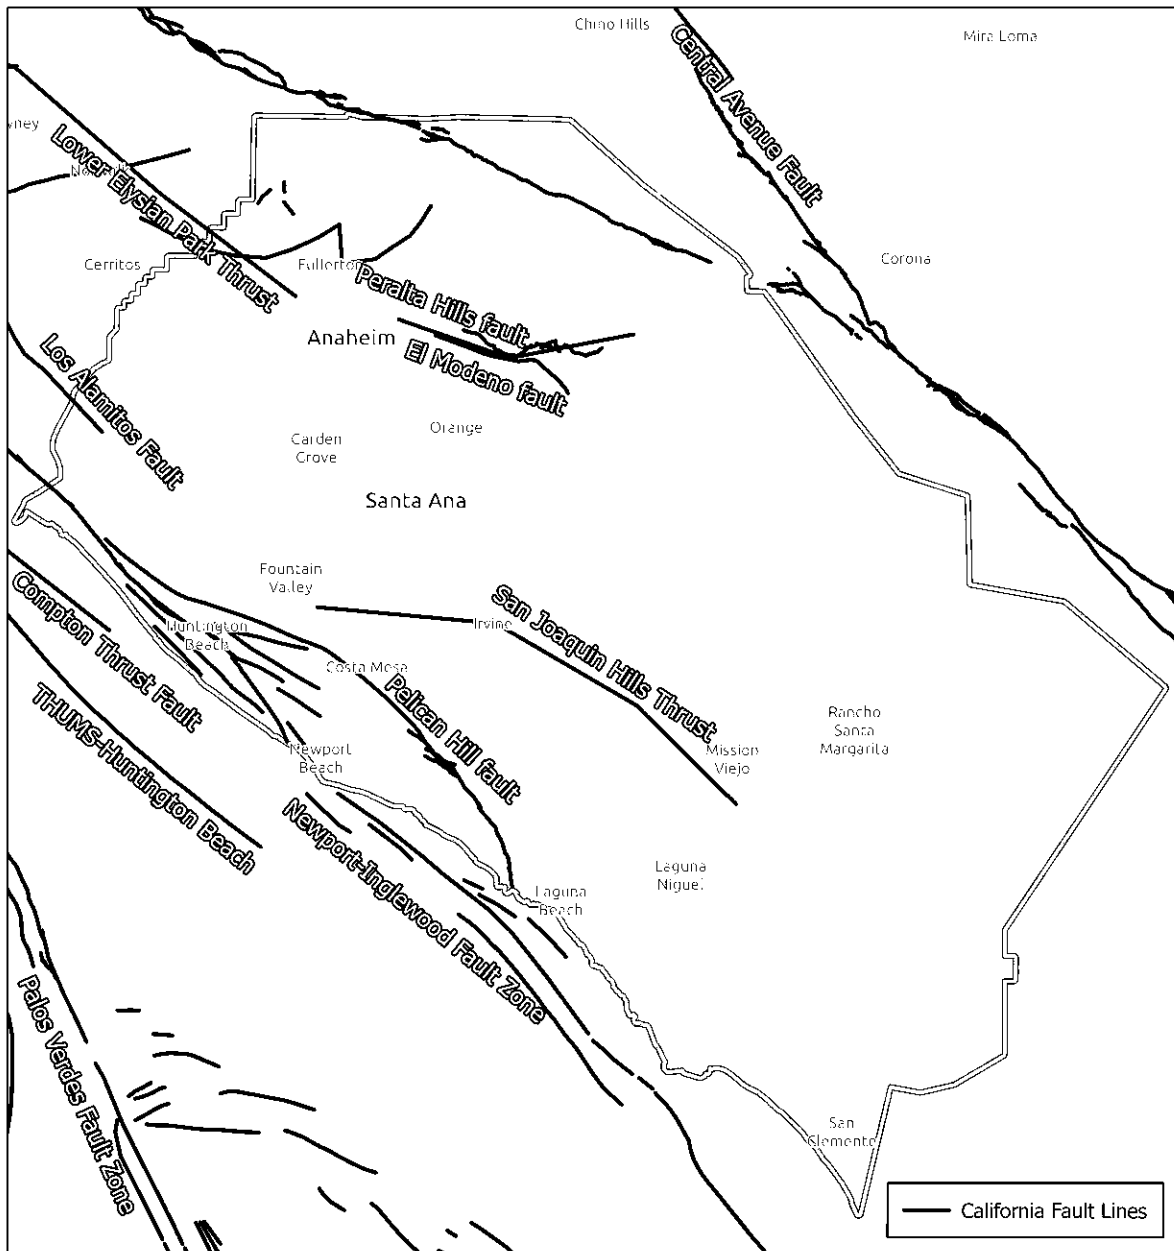 Chino Hills
Mira Loma
Central Avenue Fault
wney
Lower Elysian Park Thrust
Cerritos
Fullerton
Corona
Peralta Hills fault
Anaheim
El Modeno fault
Los Alamitos Fault
Orange
Garden
Grove
Santa Ana
Fountain
Valley
Compton Thrust Fault
San Joaquin Hills Thrust
Huntington
Beach
Irvine
Costa Mesa
Pelican Hill fault
THUMS-Huntington Beach
Rancho
Santa
Margarita
Mission
Viejo
Newport
Beach
Newport-Inglewood Fault Zone
Laguna
Niguel
Laguna
Beach
Palos Verdes Fault Zone
San
Clemente
California Fault Lines